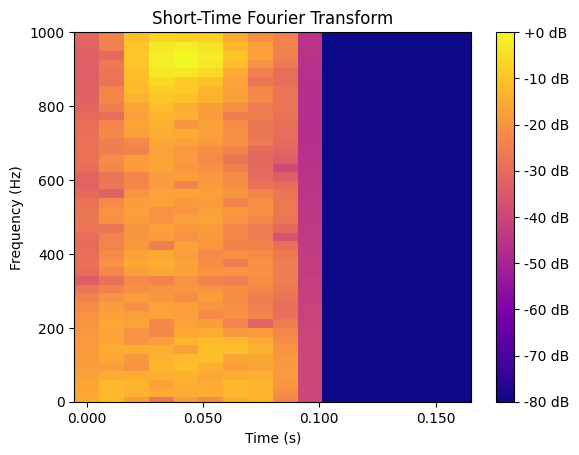 Short-Time Fourier Transform
1000
800
600
400
200
0
Frequency (Hz)
0.000
0.050
0.100
0.150
Time (s)
+0 dB
-10 dB
-20 dB
-30 dB
-40 dB
-50 dB
-60 dB
-70 dB
-80 dB